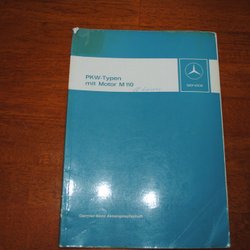 PKW-Typen
mit Motor M 110
service
Daimler-Benz Aktiengesellschaft